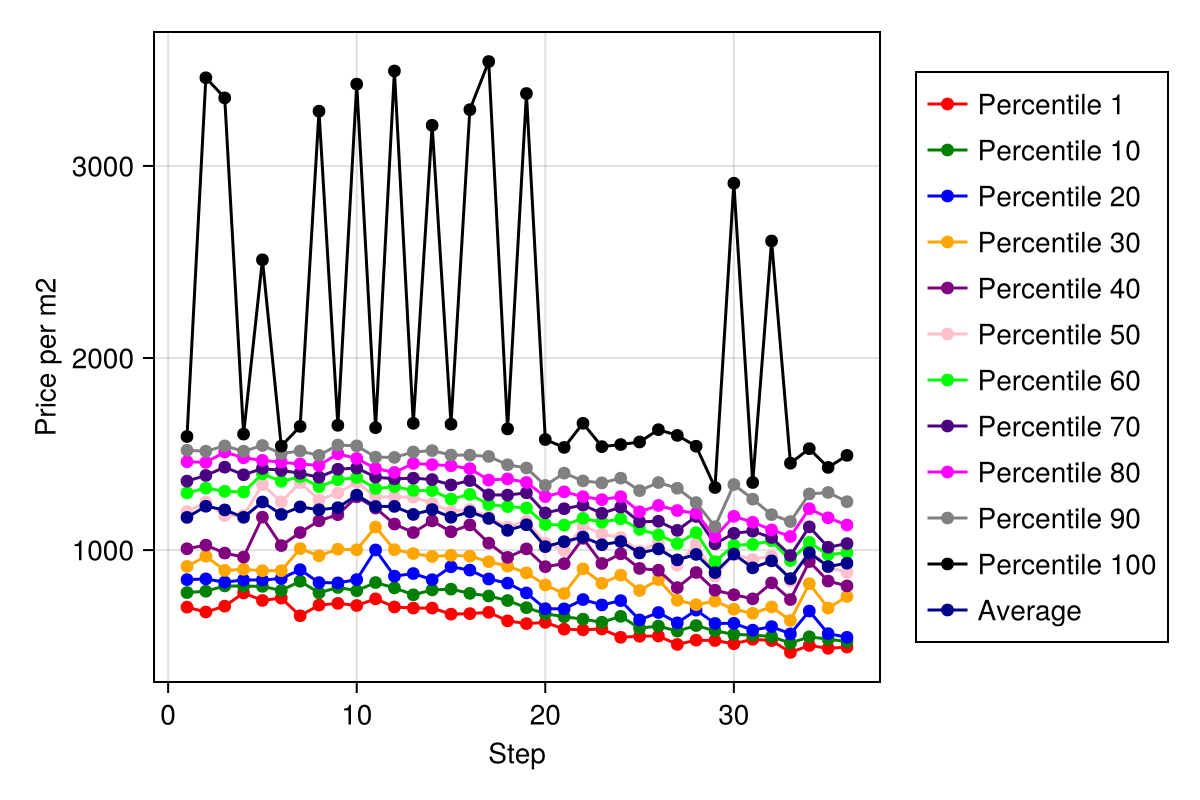 3000
2000
1000
Price per m2
0
10
20
30
Step
Percentile 1
Percentile 10
Percentile 20
Percentile 30
Percentile 40
Percentile 50
Percentile 60
Percentile 70
Percentile 80
Percentile 90
Percentile 100
Average